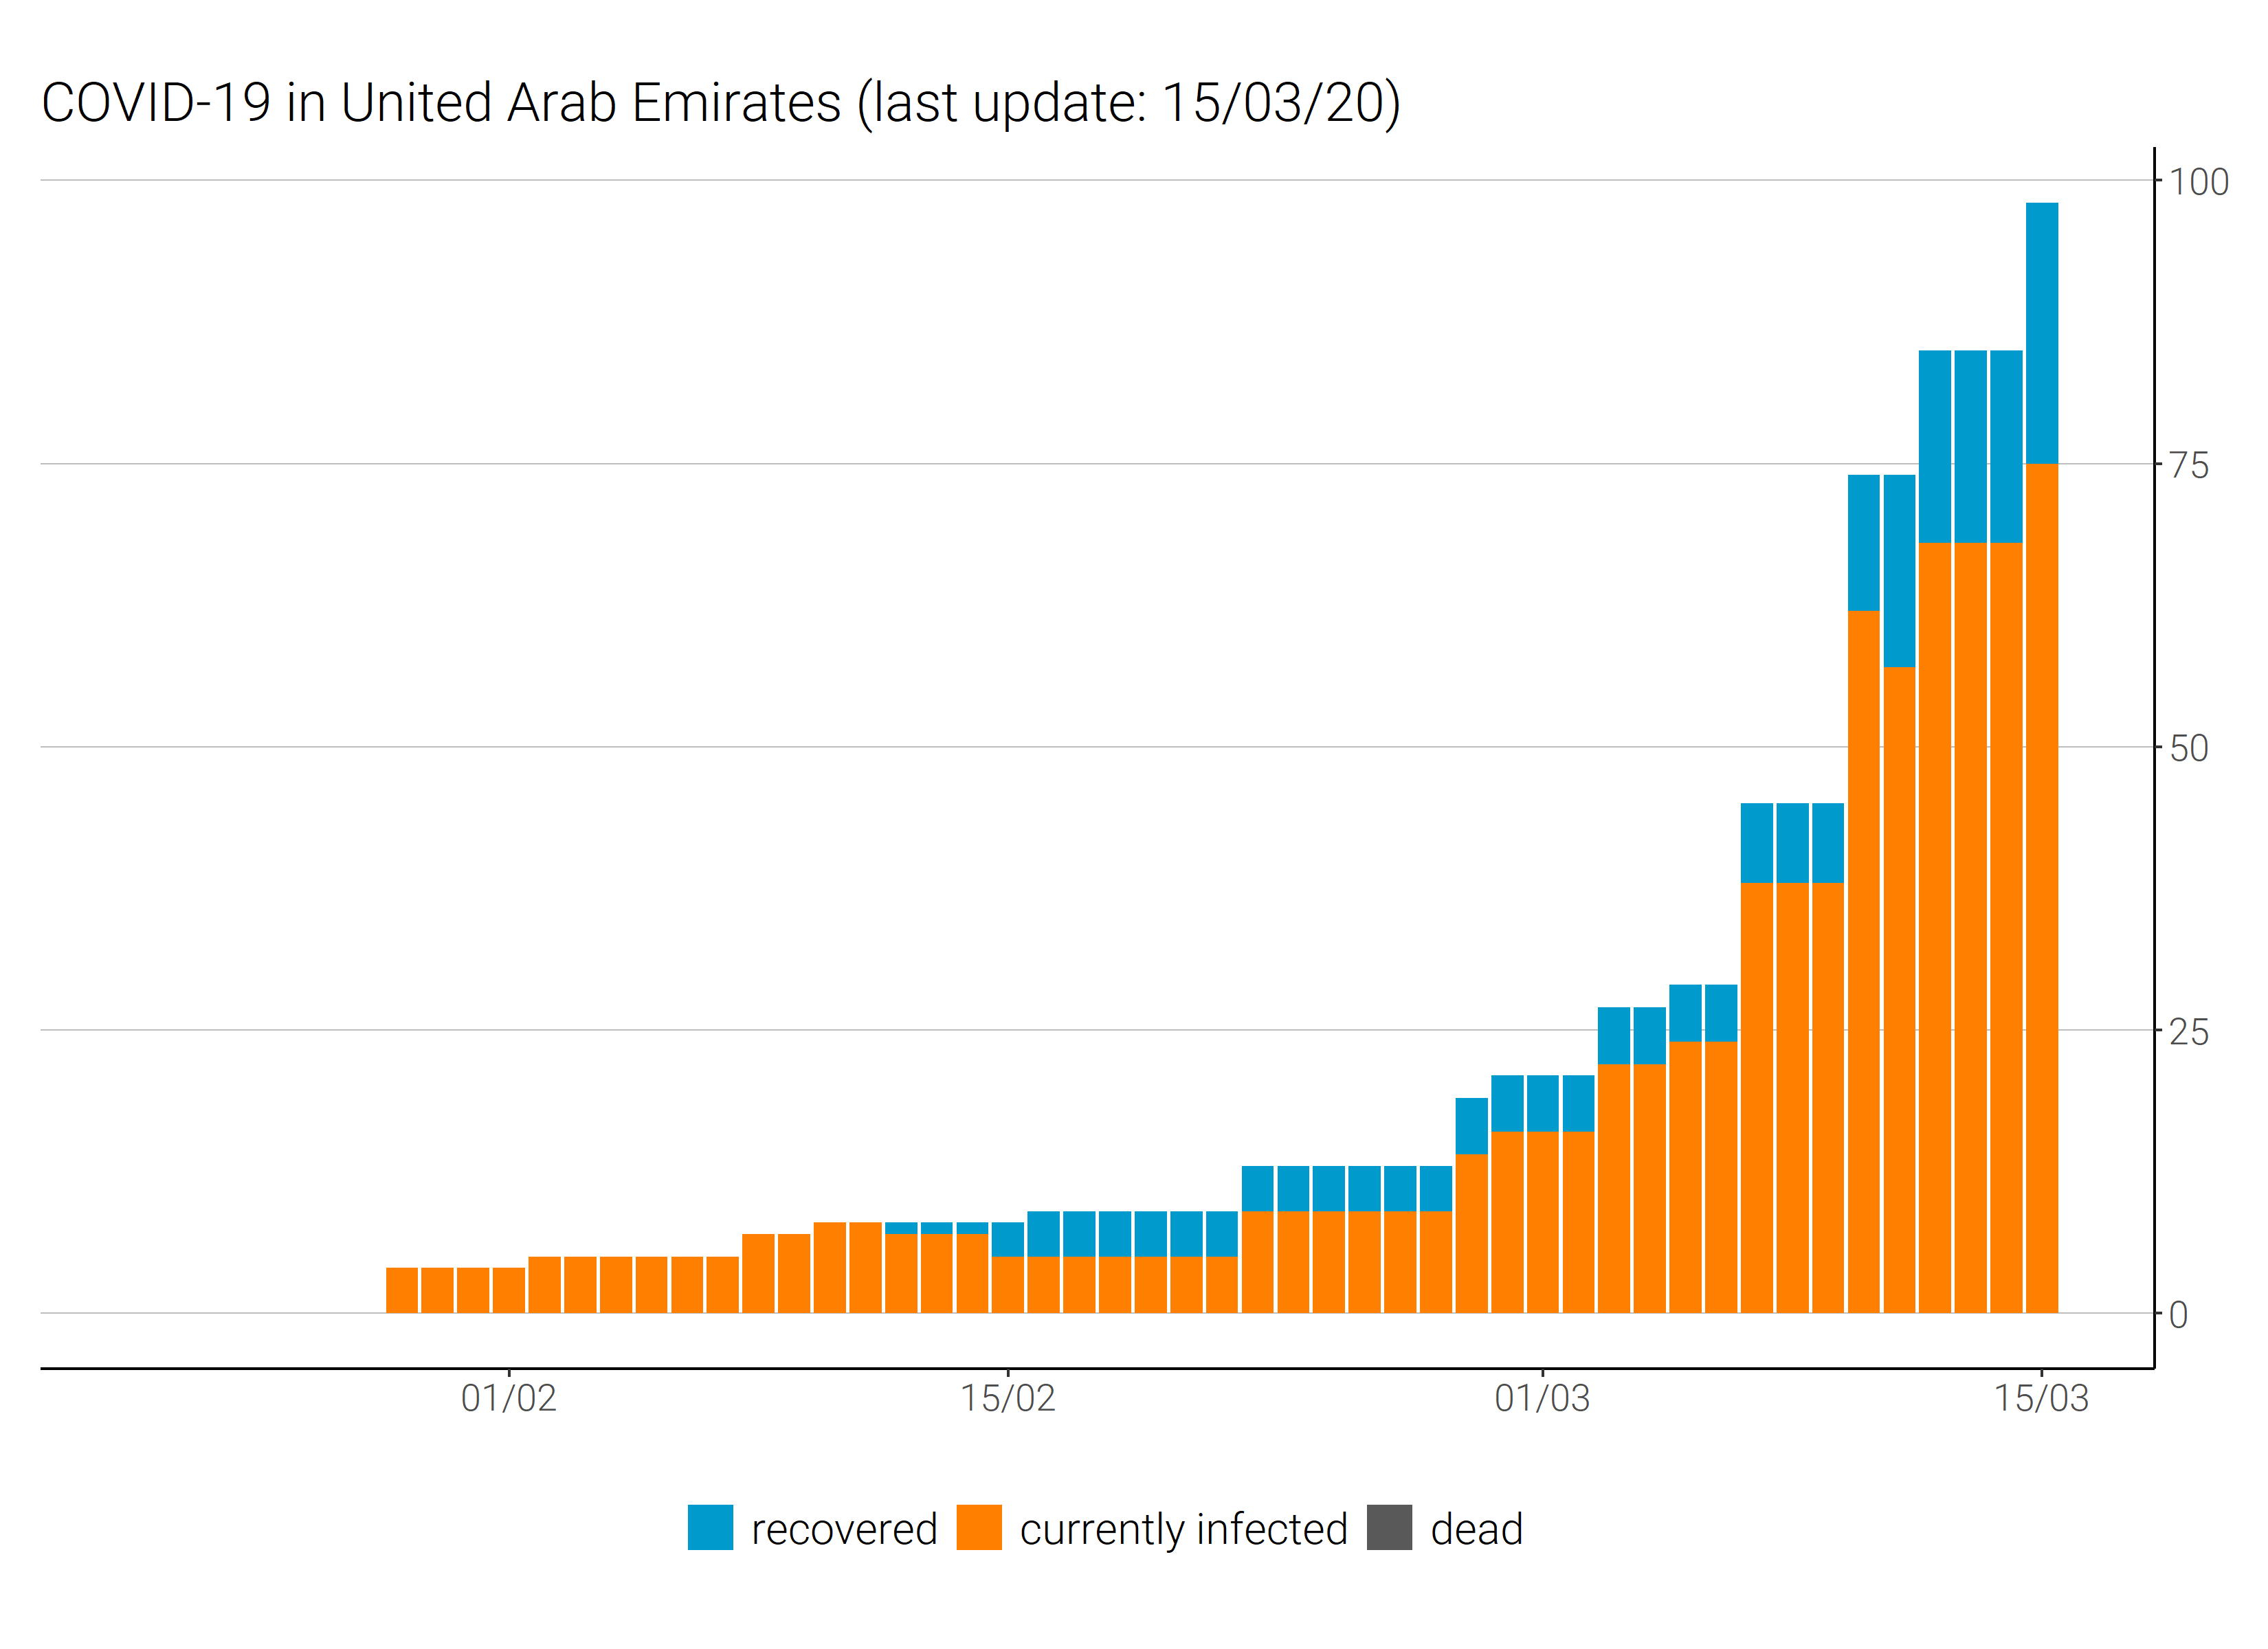 COVID-19 in United Arab Emirates (last update: 15/03/20)
100
75
50
25
0
01/02 15/02 01/03 15/03
recovered currently infected dead